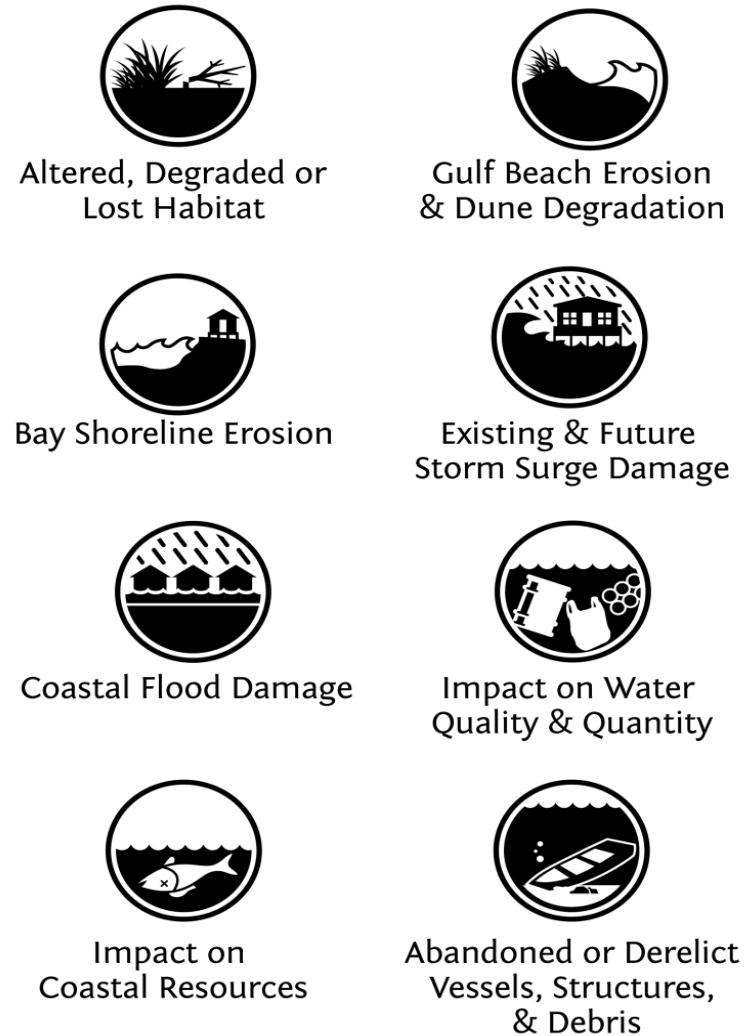 Altered, Degraded or
Lost Habitat
Gulf Beach Erosion
& Dune Degradation
Bay Shoreline Erosion
Existing & Future
Storm Surge Damage
Coastal Flood Damage
Impact on Water
Quality & Quantity
Impact on
Coastal Resources
Abandoned or Derelict
Vessels, Structures,
& Debris